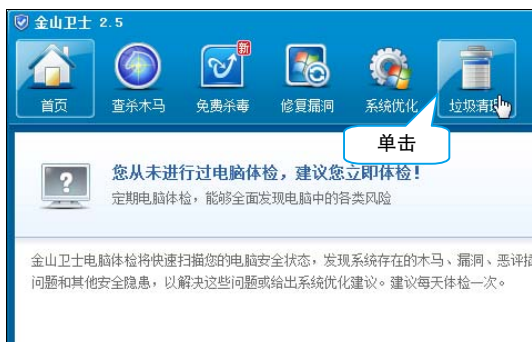 金山卫士 2.5
新
首页 查杀木马 免费杀毒 修复漏洞 系统优化 垃圾清理
单击
您从未进行过电脑体检，建议您立即体检！
定期电脑体检，能够全面发现电脑中的各类风险
金山卫士电脑体检将快速扫描您的电脑安全状态，发现系统存在的木马、漏洞、恶评插
问题和其他安全隐患，以解决这些问题或给出系统优化建议。建议每天体检一次。